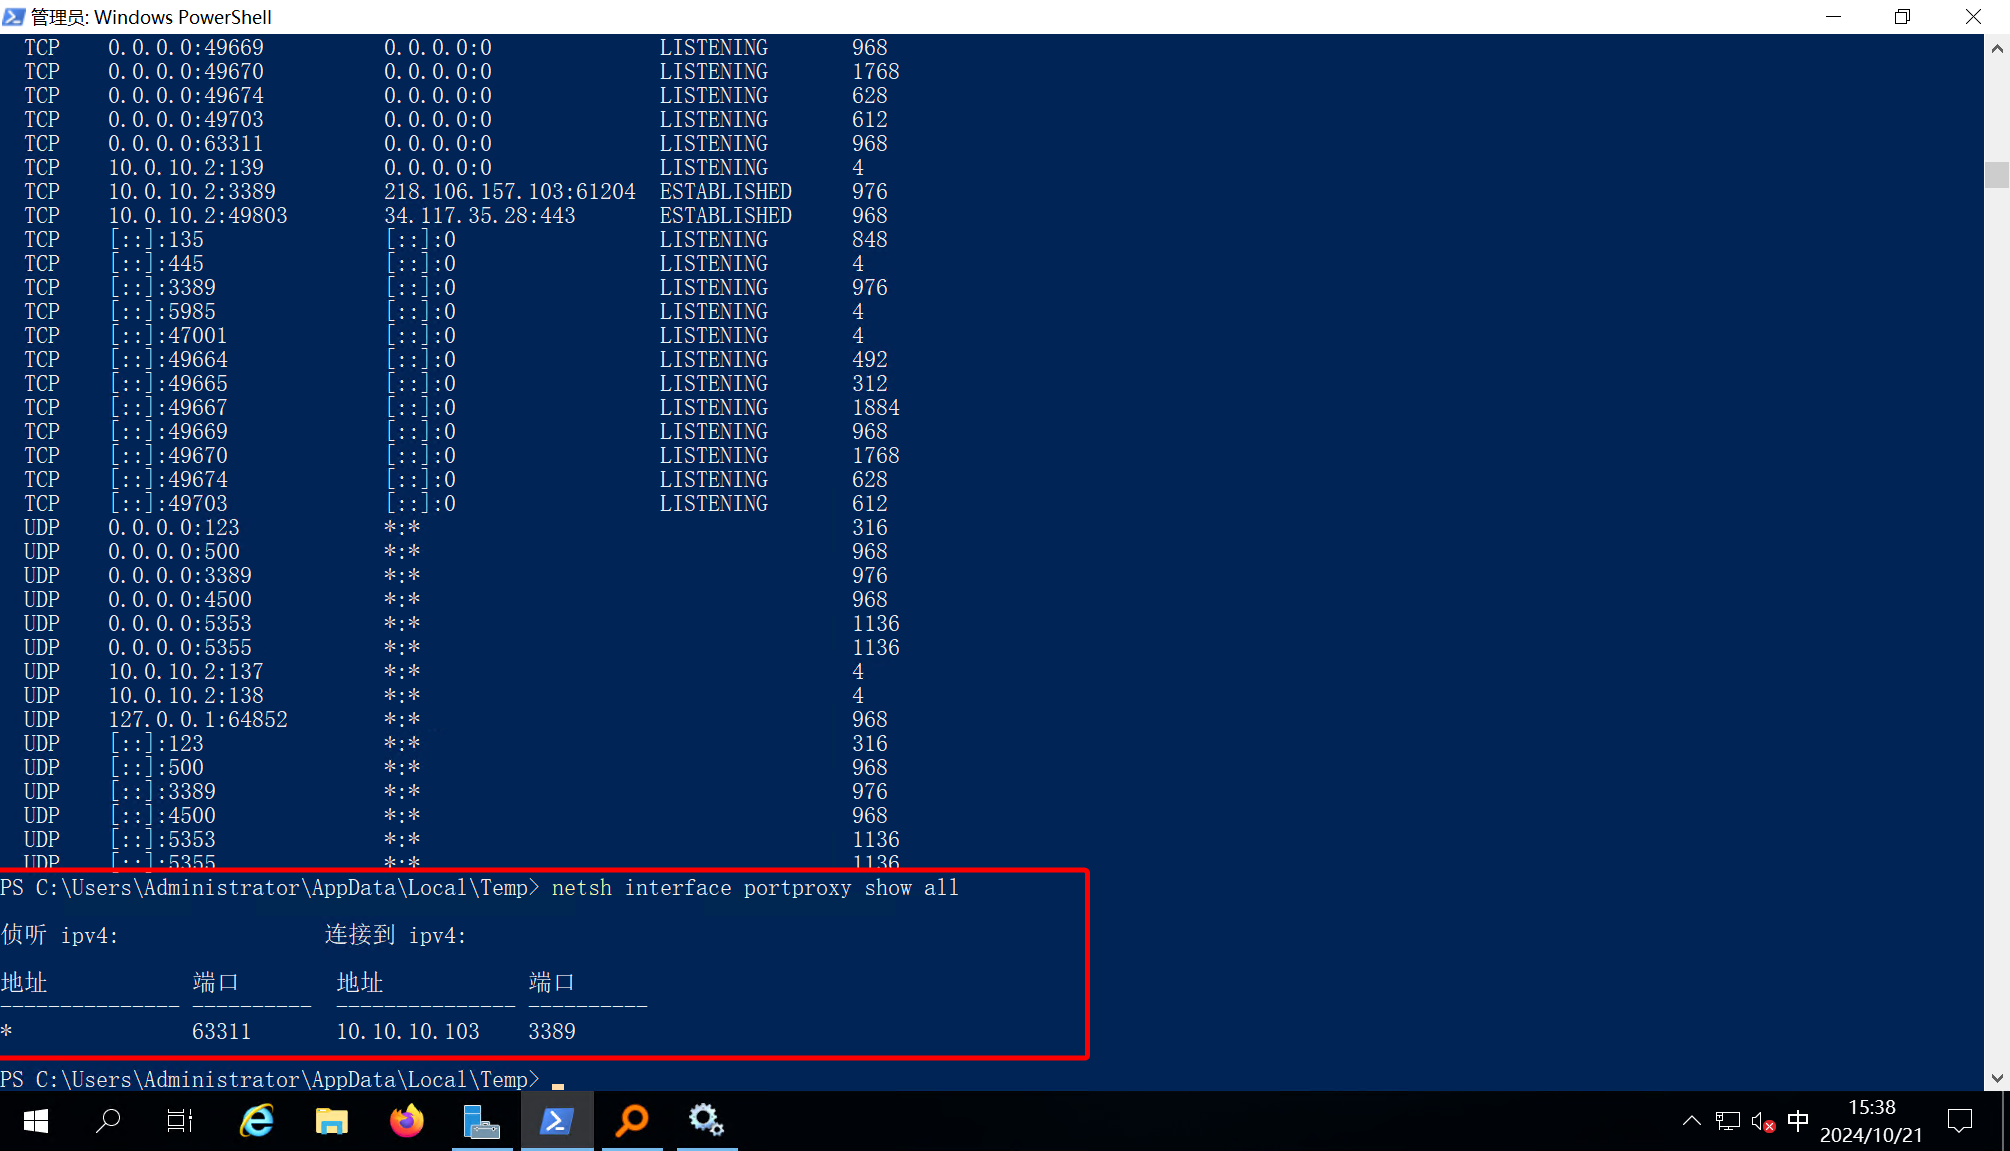 管理员: Windows PowerShell
TCP 0.0.0.0:49669 0.0.0.0:0 LISTENING 968
TCP 0.0.0.0:49670 0.0.0.0:0 LISTENING 1768
TCP 0.0.0.0:49674 0.0.0.0:0 LISTENING 628
TCP 0.0.0.0:49703 0.0.0.0:0 LISTENING 612
TCP 0.0.0.0:63311 0.0.0.0:0 LISTENING 968
TCP 10.0.10.2:139 0.0.0.0:0 LISTENING 4
TCP 10.0.10.2:3389 218.106.157.103:61204 ESTABLISHED 976
TCP 10.0.10.2:49803 34.117.35.28:443 ESTABLISHED 968
TCP [::]:135 [::]:0 LISTENING 848
TCP [::]:445 [::]:0 LISTENING 4
TCP [::]:3389 [::]:0 LISTENING 976
TCP [::]:5985 [::]:0 LISTENING 4
TCP [::]:47001 [::]:0 LISTENING 4
TCP [::]:49664 [::]:0 LISTENING 492
TCP [::]:49665 [::]:0 LISTENING 312
TCP [::]:49667 [::]:0 LISTENING 1884
TCP [::]:49669 [::]:0 LISTENING 968
TCP [::]:49670 [::]:0 LISTENING 1768
TCP [::]:49674 [::]:0 LISTENING 628
TCP [::]:49703 [::]:0 LISTENING 612
UDP 0.0.0.0:123 *:* 316
UDP 0.0.0.0:500 *:* 968
UDP 0.0.0.0:3389 *:* 976
UDP 0.0.0.0:4500 *:* 968
UDP 0.0.0.0:5353 *:* 1136
UDP 0.0.0.0:5355 *:* 1136
UDP 10.0.10.2:137 *:* 4
UDP 10.0.10.2:138 *:* 4
UDP 127.0.0.1:64852 *:* 968
UDP [::]:123 *:* 316
UDP [::]:500 *:* 968
UDP [::]:3389 *:* 976
UDP [::]:4500 *:* 968
UDP [::]:5353 *:* 1136
UDP [::]:5355 *:* 1136
PS C:\Users\Administrator\AppData\Local\Temp> netsh interface portproxy show all
侦听 ipv4: 连接到 ipv4:
地址 端口 地址 端口
--------------- ---------- --------------- ----------
* 63311 10.10.10.103 3389
PS C:\Users\Administrator\AppData\Local\Temp> _
中
15:38
2024/10/21